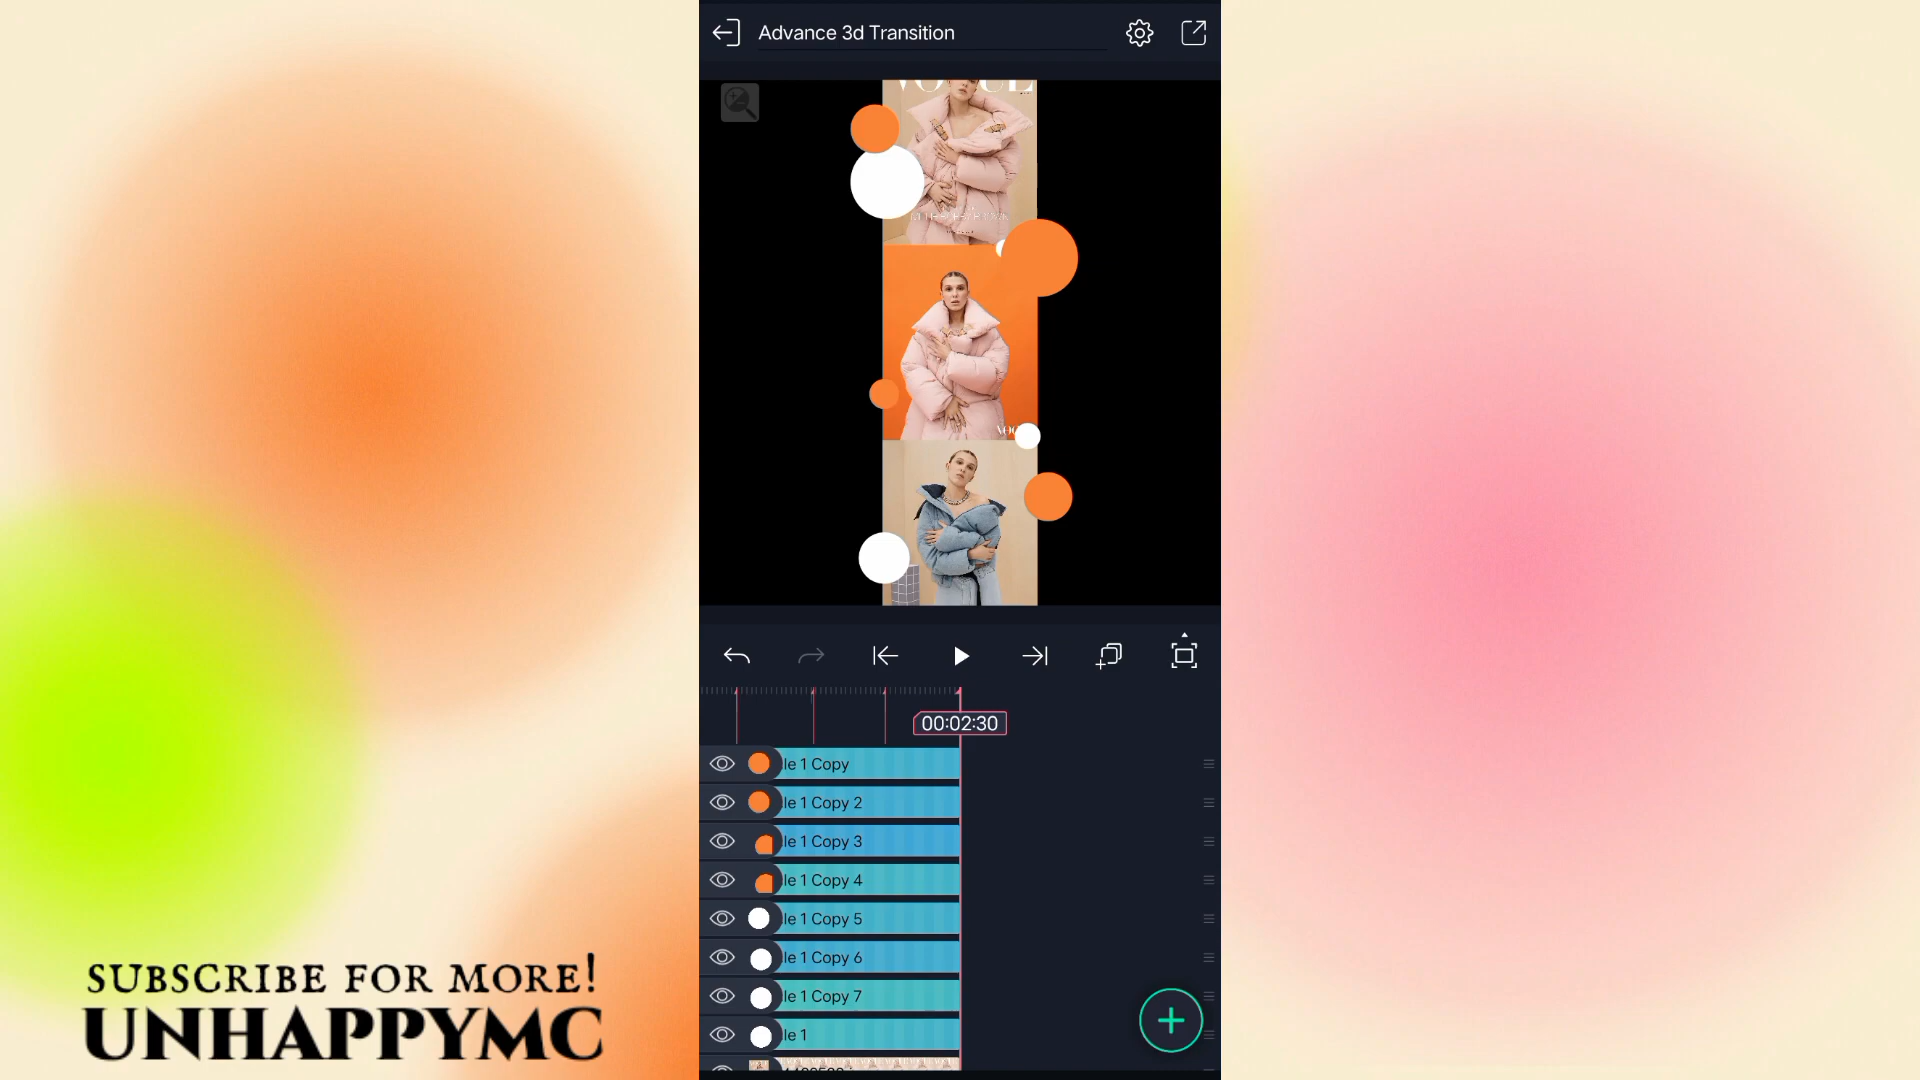 Advance 3d Transition
VOGUE
00:02:30
le 1 Copy
le 1 Copy 2
le 1 Copy 3
le 1 Copy 4
le 1 Copy 5
le 1 Copy 6
le 1 Copy 7
le 1
SUBSCRIBE FOR MORE!
UNHAPPYMC